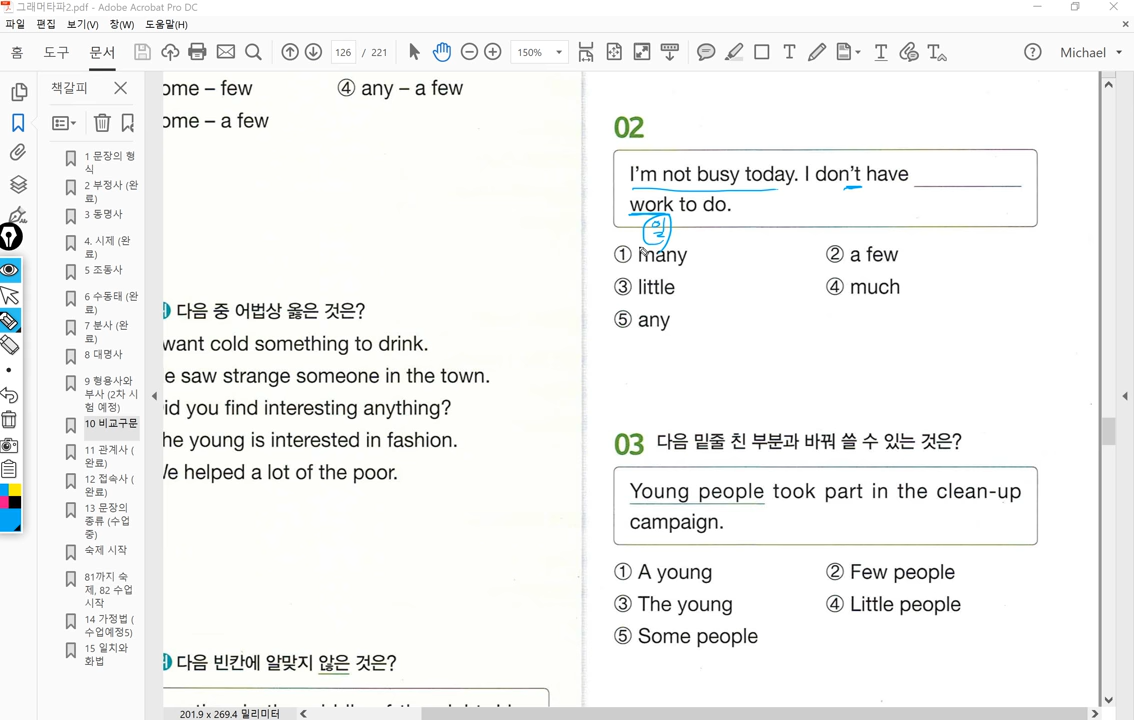 그래머타파2.pdf - Adobe Acrobat Pro DC
파일 편집 보기(V) 창(W) 도움말(H)
홈 도구 문서 126 / 221 150% Michael
책갈피
1 문장의 형
식
2 부정사 (완
료)
3 동명사
4. 시제 (완
료)
5 조동사
6 수동태 (완
료)
7 분사 (완
료)
8 대명사
9 형용사와
부사 (2차 시
험 예정)
10 비교구문
11 관계사 (
완료)
12 접속사 (
완료)
13 문장의
종류 (수업
중)
숙제 시작
81까지 숙
제, 82 수업
시작
14 가정법 (
수업예정5)
15 일치와
화법
ome – few ④ any – a few
ome – a few
다음 중 어법상 옳은 것은?
want cold something to drink.
e saw strange someone in the town.
id you find interesting anything?
he young is interested in fashion.
We helped a lot of the poor.
다음 빈칸에 알맞지 않은 것은?
02
I'm not busy today. I don't have ________
work to do.
① many ② a few
③ little ④ much
⑤ any
03 다음 밑줄 친 부분과 바꿔 쓸 수 있는 것은?
Young people took part in the clean-up
campaign.
① A young ② Few people
③ The young ④ Little people
⑤ Some people
201.9 x 269.4 밀리미터